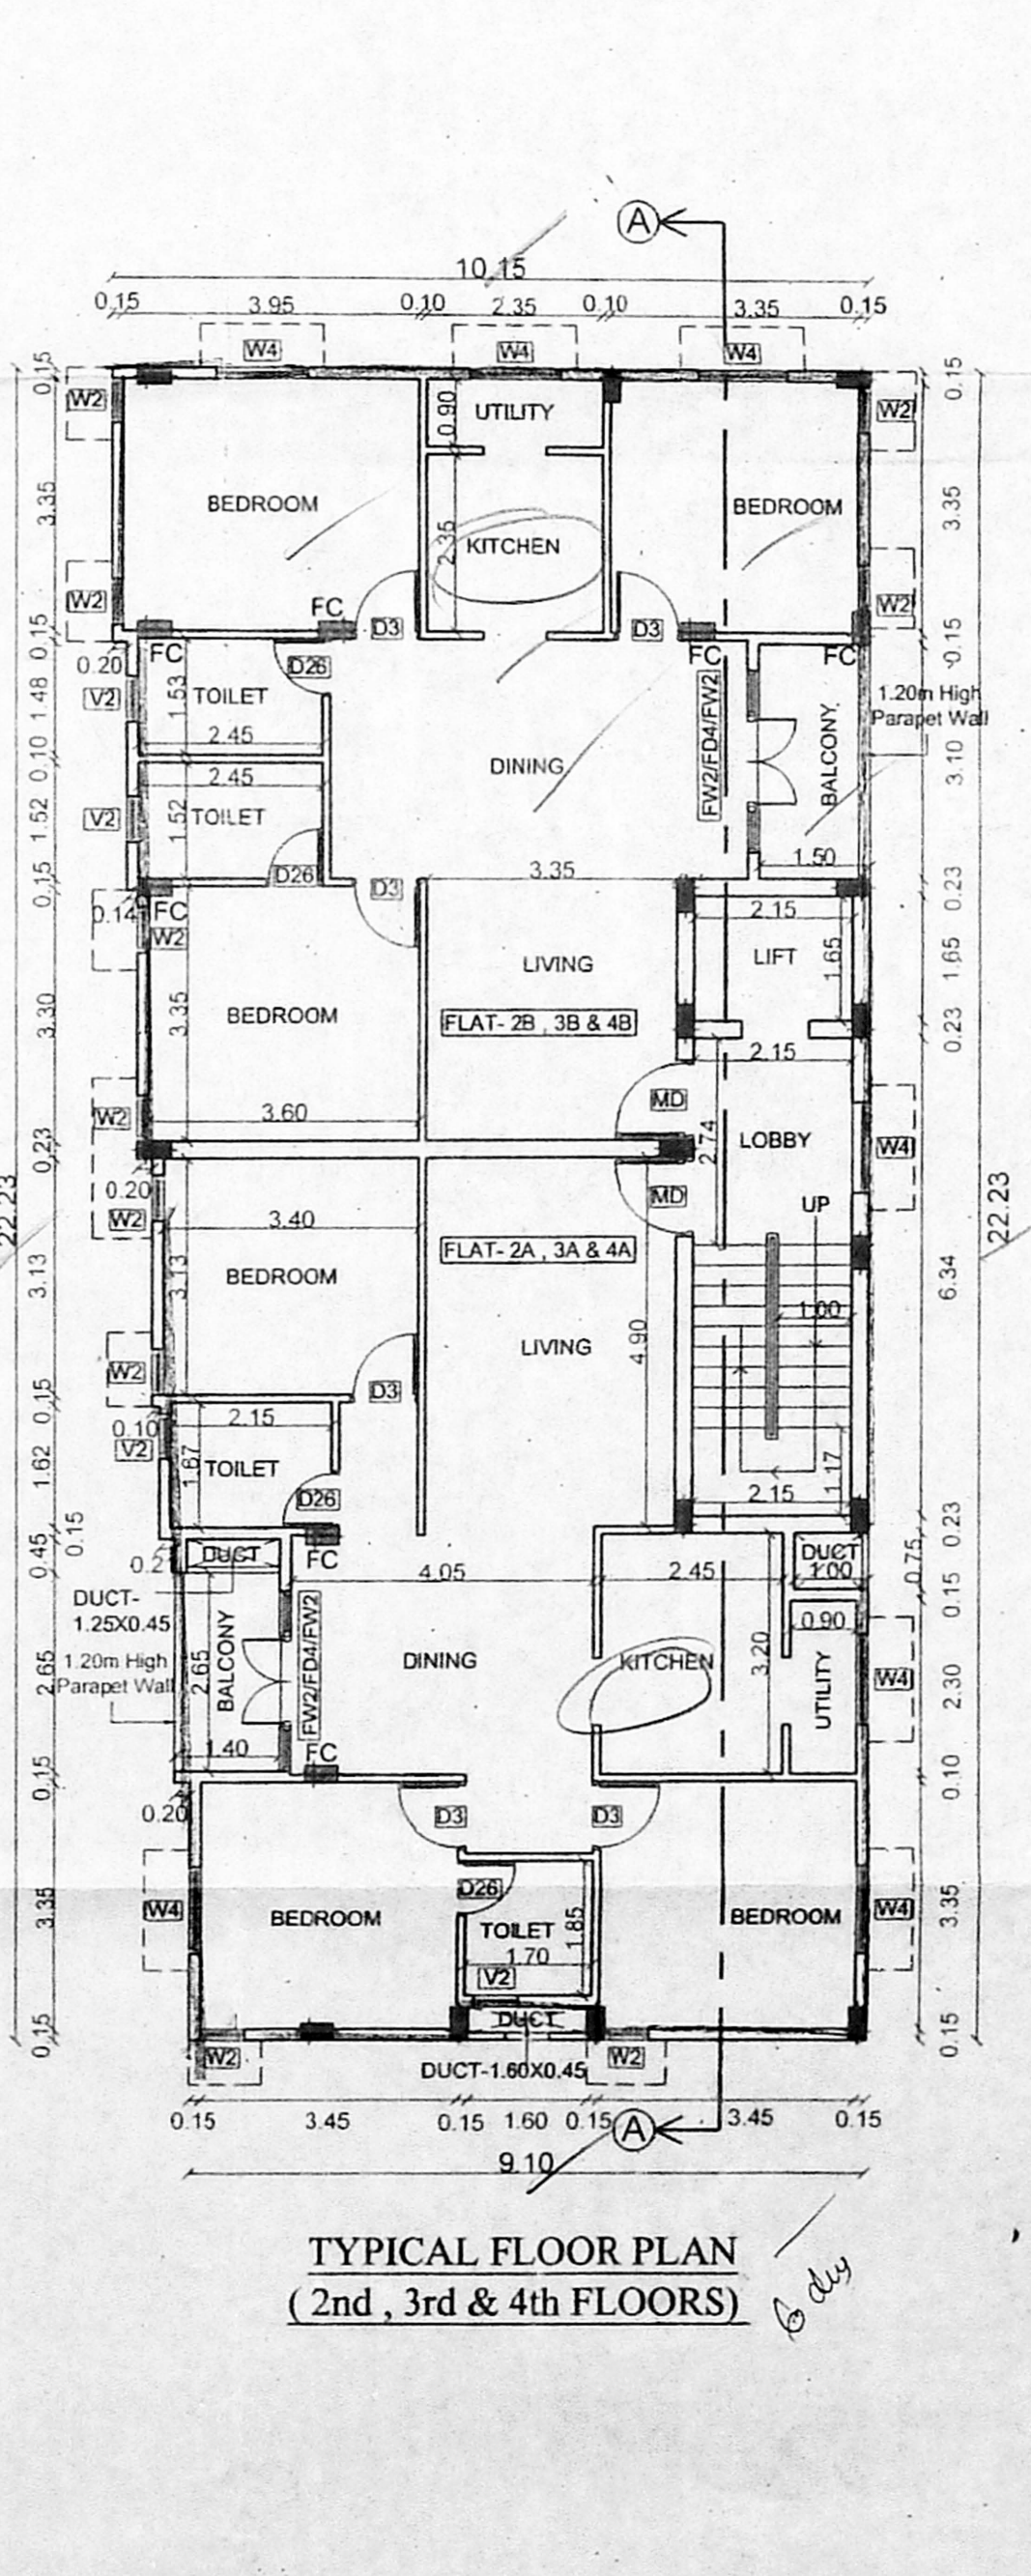 A
10.15
0.15 3.95 0.10 2.35 0.10 3.35 0.15
W4 W4 W4
0.15 0.15
W2 0.90 UTILITY W2
3.35 BEDROOM 2.35 KITCHEN BEDROOM 3.35
W2 W2
FC D3 D3
0.15 0.15
0.20 FC D26 FC FC
V2 1.48 1.53 TOILET FW2/FD4/FW2 BALCONY 1.20m High
Parapet Wall
2.45
0.10 DINING 3.10
2.45
V2 1.52 1.52 TOILET
D26 D3 3.35 1.50
0.15 0.23
0.14 FC 2.15
W2 LIVING LIFT 1.65 1.65
3.30 3.35 BEDROOM FLAT- 2B , 3B & 4B 0.23
2.15
W2 3.60 MD
0.23 2.74 LOBBY W4
0.20 MD
W2 3.40 UP
22.23 FLAT- 2A , 3A & 4A 22.23
3.13 3.13 BEDROOM 6.34
1.00
4.90 LIVING
W2 D3
0.15
0.10 2.15
V2 1.62 1.67 TOILET 1.17
D26 2.15
0.15 0.23
0.45 0.2 DUCT FC DUCT
1.00 0.75
4.05 2.45
DUCT-
1.25X0.45 0.15
0.90
1.20m High
Parapet Wall
2.65 2.65 BALCONY FW2/FD4/FW2 DINING KITCHEN 3.20 UTILITY W4 2.30
1.40 FC
0.15 0.10
0.20 D3 D3
D26
W4 3.35 BEDROOM TOILET 1.85 BEDROOM W4 3.35
1.70
V2
0.15 DUCT 0.15
W2 DUCT-1.60X0.45 W2
0.15 3.45 0.15 1.60 0.15 A 3.45 0.15
9.10
TYPICAL FLOOR PLAN
( 2nd , 3rd & 4th FLOORS)